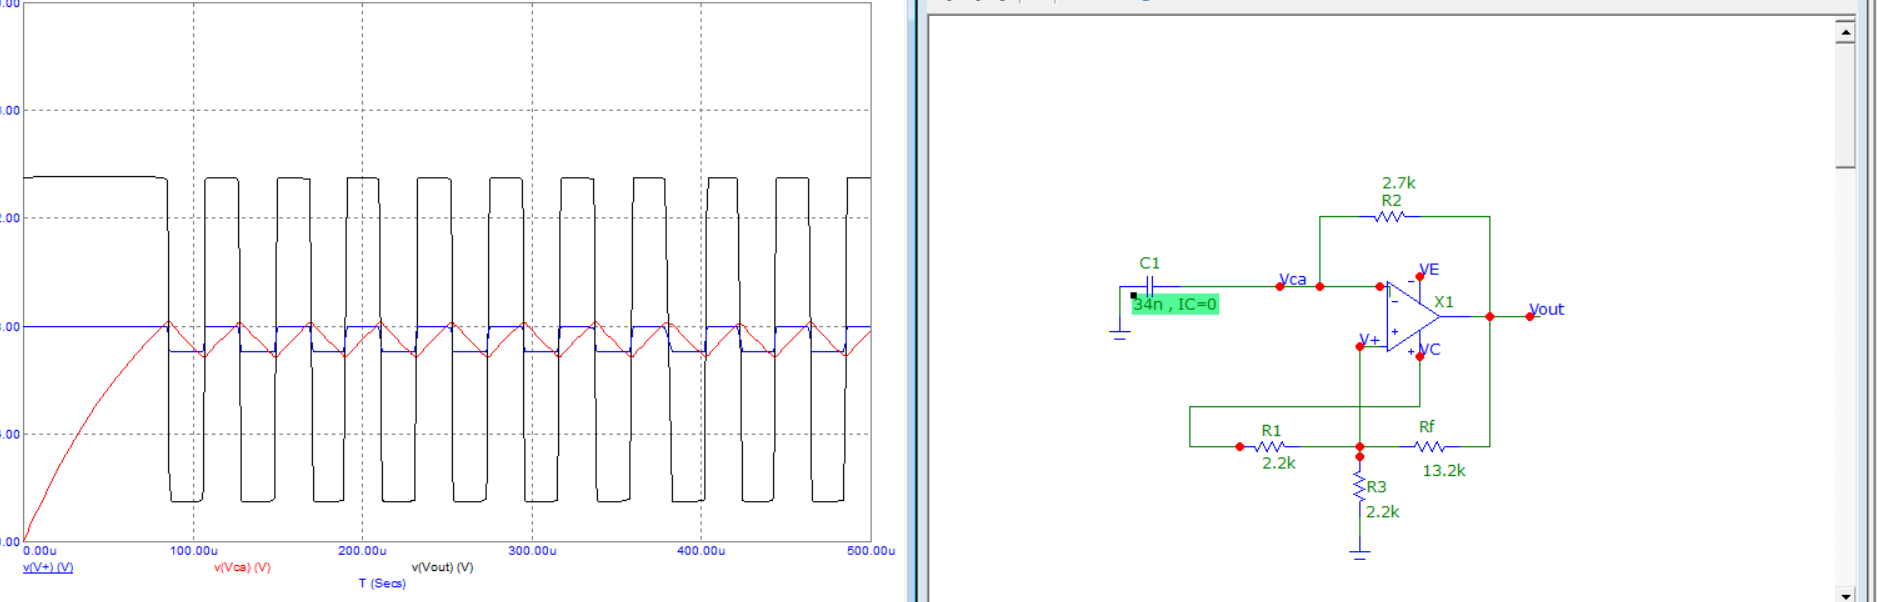 .00
.00
2.00
.00
.00
.00
0.00u
100.00u
200.00u
300.00u
400.00u
500.00u
v(V+) (V)
v(Vca) (V)
v(Vout) (V)
T (Secs)
2.7k
R2
C1
34n , IC=0
Vca
VE
X1
Vout
V+
VC
R1
2.2k
Rf
13.2k
R3
2.2k